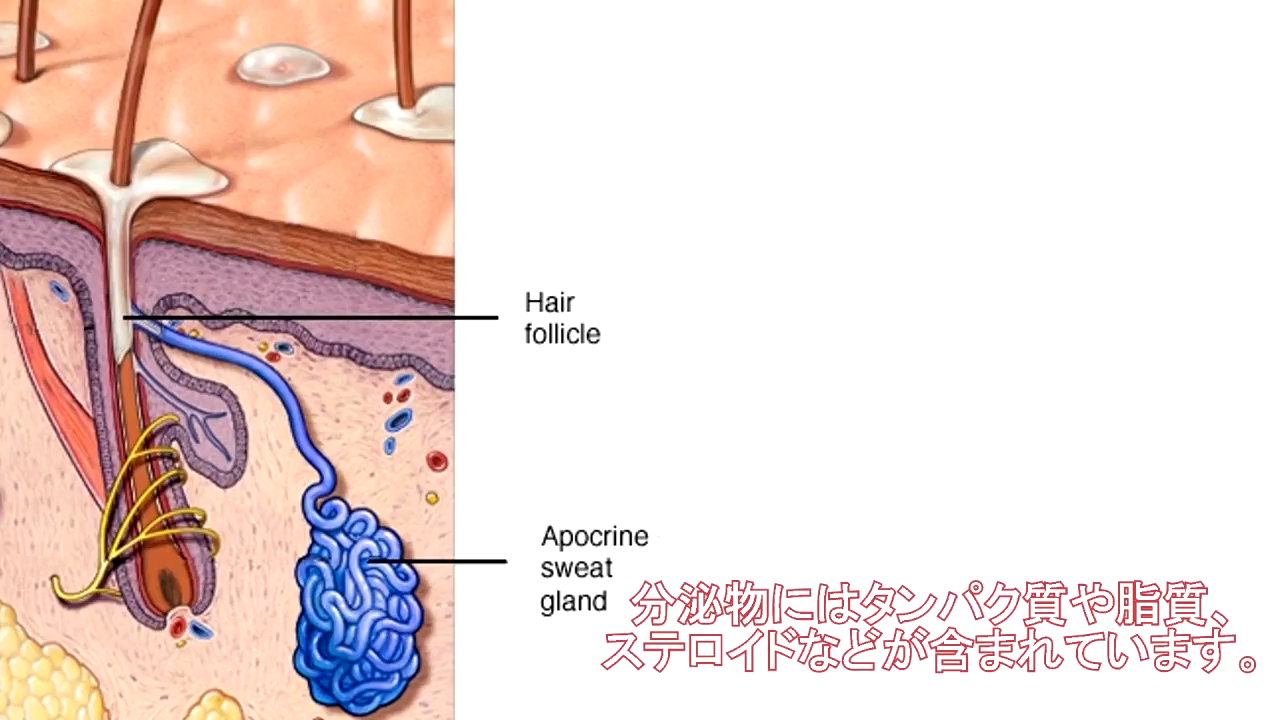 Hair
follicle
Apocrine
sweat
gland
分泌物にはタンパク質や脂質、
ステロイドなどが含まれています。